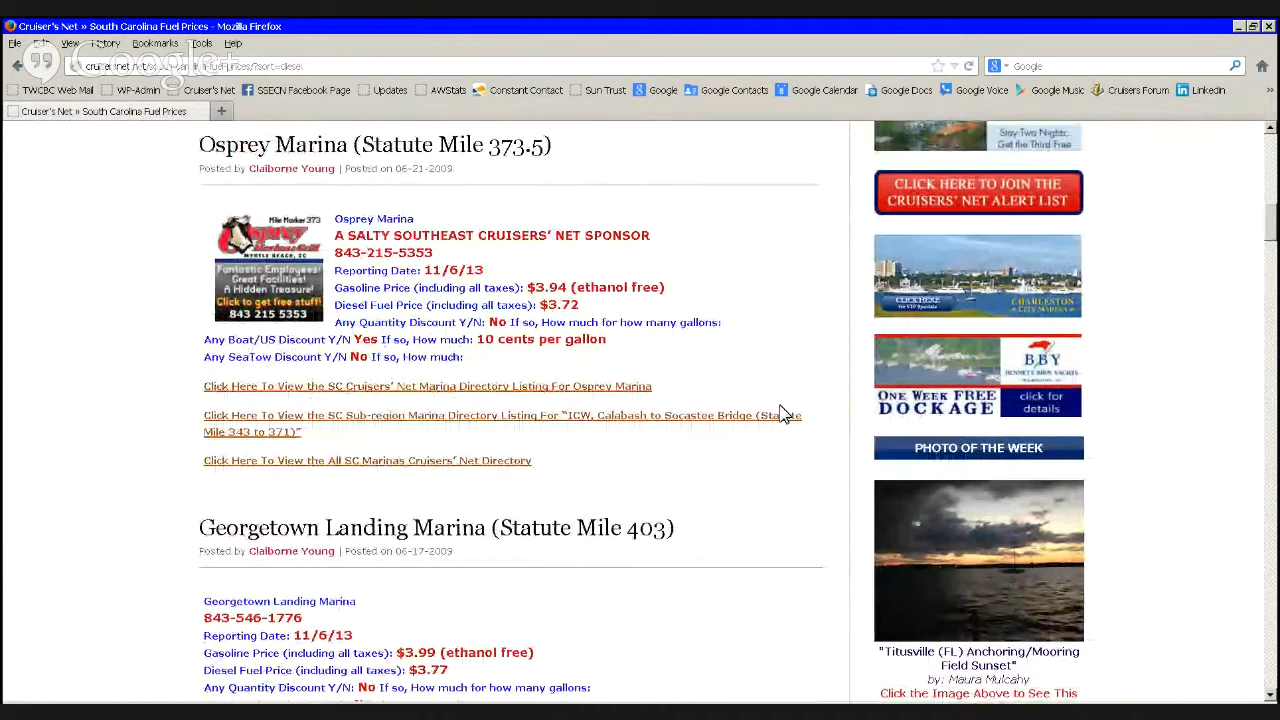 Cruiser's Net » South Carolina Fuel Prices - Mozilla Firefox
File Edit View History Bookmarks Tools Help
Google+
Google
TWCBC Web Mail WP-Admin Cruiser's Net SSECN Facebook Page Updates AWStats Constant Contact Sun Trust Google Google Contacts Google Calendar Google Docs Google Voice Google Music Cruisers Forum Linkedin
Cruiser's Net » South Carolina Fuel Prices
Osprey Marina (Statute Mile 373.5)
Posted by Claiborne Young | Posted on 06-21-2009
Mile Marker 373
Osprey
Marina & Grill
MYRTLE BEACH, SC
Fantastic Employees!
Great Facilities!
A Hidden Treasure!
Click to get free stuff!
843 215 5353
Osprey Marina
A SALTY SOUTHEAST CRUISERS' NET SPONSOR
843-215-5353
Reporting Date: 11/6/13
Gasoline Price (including all taxes): $3.94 (ethanol free)
Diesel Fuel Price (including all taxes): $3.72
Any Quantity Discount Y/N: No If so, How much for how many gallons:
Any Boat/US Discount Y/N Yes If so, How much: 10 cents per gallon
Any SeaTow Discount Y/N No If so, How much:
Click Here To View the SC Cruisers' Net Marina Directory Listing For Osprey Marina
Click Here To View the SC Sub-region Marina Directory Listing For "ICW, Calabash to Socastee Bridge (Statute
Mile 343 to 371)"
Click Here To View the All SC Marinas Cruisers' Net Directory
Georgetown Landing Marina (Statute Mile 403)
Posted by Claiborne Young | Posted on 06-17-2009
Georgetown Landing Marina
843-546-1776
Reporting Date: 11/6/13
Gasoline Price (including all taxes): $3.99 (ethanol free)
Diesel Fuel Price (including all taxes): $3.77
Any Quantity Discount Y/N: No If so, How much for how many gallons:
Stay Two Nights,
Get the Third Free
CLICK HERE TO JOIN THE
CRUISERS' NET ALERT LIST
CLICK HERE
CHARLESTON
CITY MARINA
BBY
BENNETT BROS YACHTS
ONE WEEK FREE
DOCKAGE
click for
details
PHOTO OF THE WEEK
"Titusville (FL) Anchoring/Mooring
Field Sunset"
by: Maura Mulcahy
Click the Image Above to See This